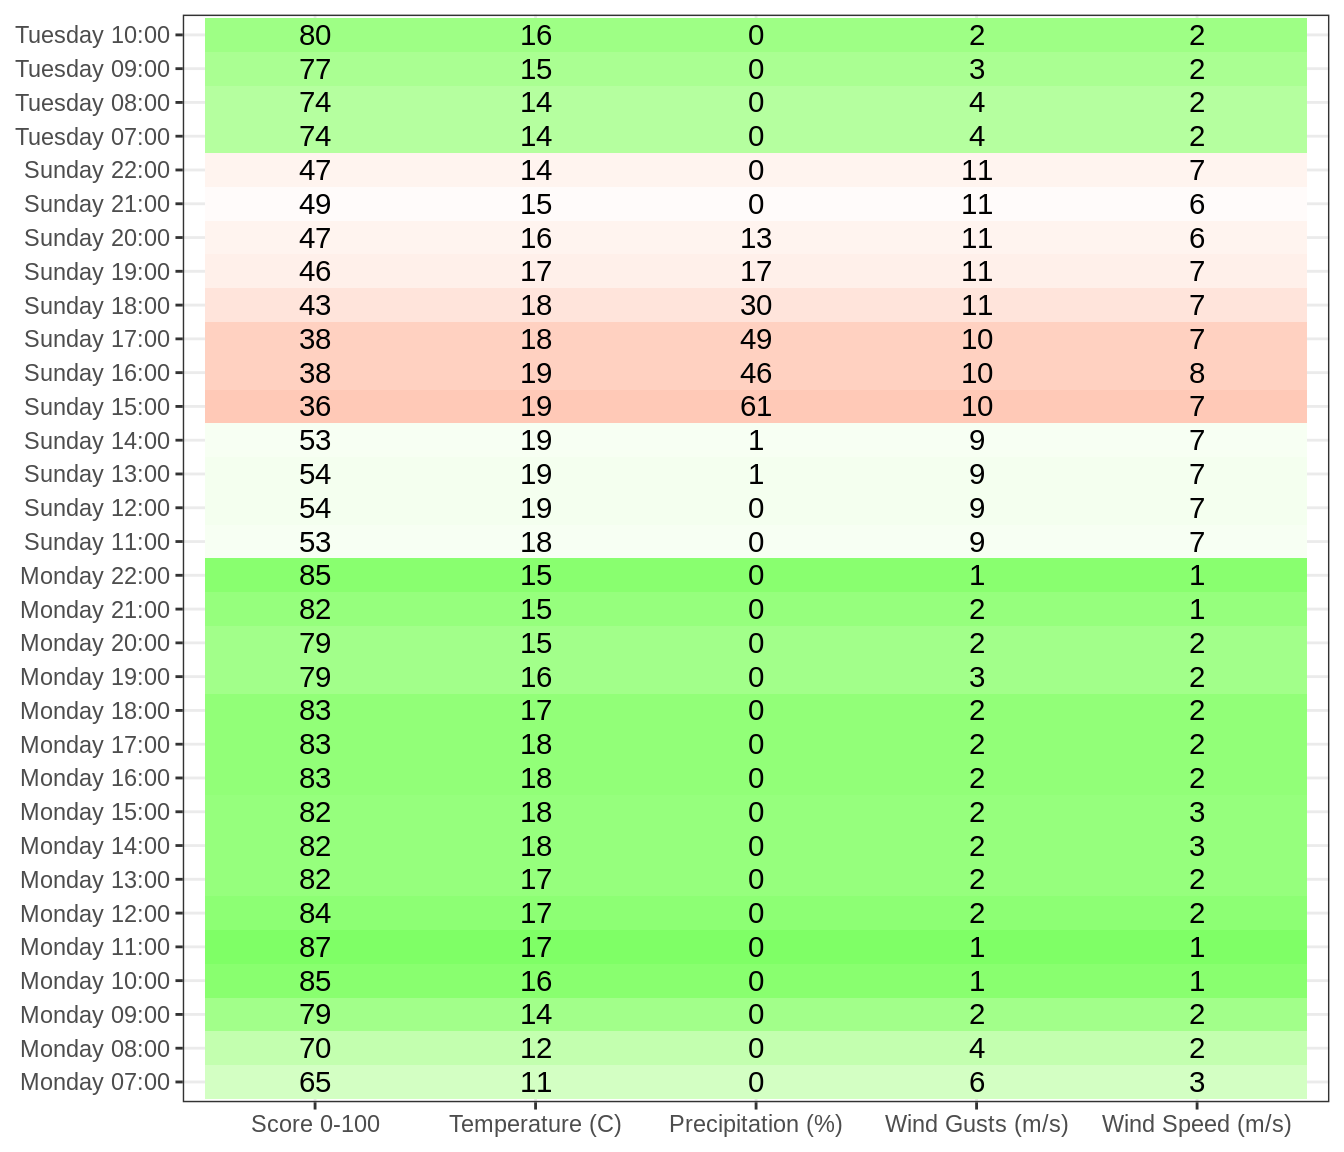 Tuesday 10:00 80 16 0 2 2
Tuesday 09:00 77 15 0 3 2
Tuesday 08:00 74 14 0 4 2
Tuesday 07:00 74 14 0 4 2
Sunday 22:00 47 14 0 11 7
Sunday 21:00 49 15 0 11 6
Sunday 20:00 47 16 13 11 6
Sunday 19:00 46 17 17 11 7
Sunday 18:00 43 18 30 11 7
Sunday 17:00 38 18 49 10 7
Sunday 16:00 38 19 46 10 8
Sunday 15:00 36 19 61 10 7
Sunday 14:00 53 19 1 9 7
Sunday 13:00 54 19 1 9 7
Sunday 12:00 54 19 0 9 7
Sunday 11:00 53 18 0 9 7
Monday 22:00 85 15 0 1 1
Monday 21:00 82 15 0 2 1
Monday 20:00 79 15 0 2 2
Monday 19:00 79 16 0 3 2
Monday 18:00 83 17 0 2 2
Monday 17:00 83 18 0 2 2
Monday 16:00 83 18 0 2 2
Monday 15:00 82 18 0 2 3
Monday 14:00 82 18 0 2 3
Monday 13:00 82 17 0 2 2
Monday 12:00 84 17 0 2 2
Monday 11:00 87 17 0 1 1
Monday 10:00 85 16 0 1 1
Monday 09:00 79 14 0 2 2
Monday 08:00 70 12 0 4 2
Monday 07:00 65 11 0 6 3
Score 0-100 Temperature (C) Precipitation (%) Wind Gusts (m/s) Wind Speed (m/s)